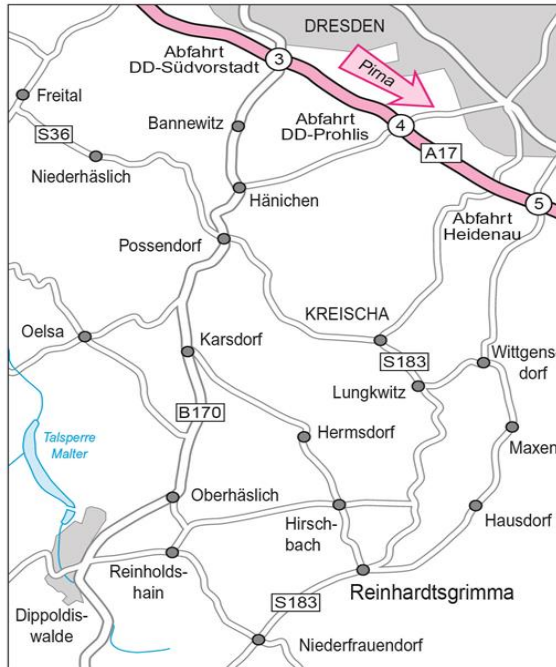 DRESDEN
Abfahrt
DD-Südvorstadt
3
Pirna
Freital
S36
Bannewitz
Abfahrt
DD-Prohlis
4
A17
Niederhäslich
Hänichen
5
Abfahrt
Heidenau
Possendorf
KREISCHA
Oelsa
Karsdorf
S183
Wittgens
dorf
Lungkwitz
B170
Talsperre
Malter
Hermsdorf
Maxen
Oberhäslich
Hirsch-
bach
Hausdorf
Reinholds-
hain
Reinhardtsgrimma
Dippoldis-
walde
S183
Niederfrauendorf